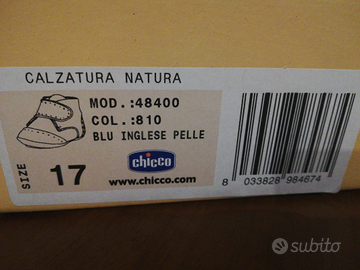 CALZATURA NATURA
MOD.:48400
COL.:810
BLU INGLESE PELLE
SIZE 17
chicco
www.chicco.com
8 033828 984674
subito